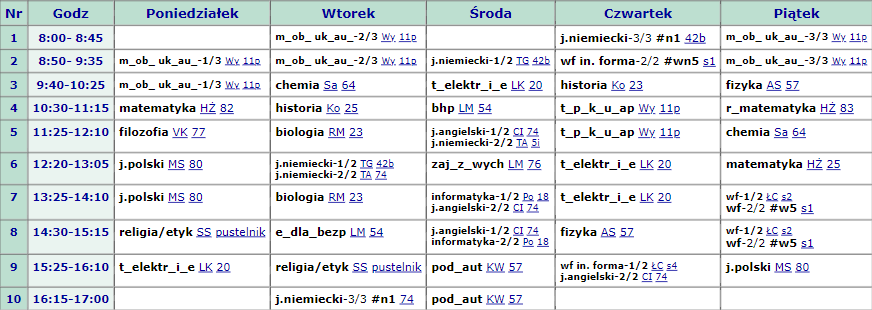 Nr Godz Poniedziałek Wtorek Środa Czwartek Piątek
1 8:00- 8:45 m_ob_ uk_au_-2/3 Wy 11p j.niemiecki-3/3 #n1 42b m_ob_ uk_au_-3/3 Wy 11p
2 8:50- 9:35 m_ob_ uk_au_-1/3 Wy 11p m_ob_ uk_au_-2/3 Wy 11p j.niemiecki-1/2 TG 42b wf in. forma-2/2 #wn5 s1 m_ob_ uk_au_-3/3 Wy 11p
3 9:40-10:25 m_ob_ uk_au_-1/3 Wy 11p chemia Sa 64 t_elektr_i_e LK 20 historia Ko 23 fizyka AS 57
4 10:30-11:15 matematyka HŻ 82 historia Ko 25 bhp LM 54 t_p_k_u_ap Wy 11p r_matematyka HŻ 83
5 11:25-12:10 filozofia VK 77 biologia RM 23 j.angielski-1/2 CI 74 t_p_k_u_ap Wy 11p chemia Sa 64
j.niemiecki-2/2 TA 5i
6 12:20-13:05 j.polski MS 80 j.niemiecki-1/2 TG 42b zaj_z_wych LM 76 t_elektr_i_e LK 20 matematyka HŻ 25
j.niemiecki-2/2 TA 74
7 13:25-14:10 j.polski MS 80 biologia RM 23 informatyka-1/2 Po 18 t_elektr_i_e LK 20 wf-1/2 ŁC s2
j.angielski-2/2 CI 74 wf-2/2 #w5 s1
8 14:30-15:15 religia/etyk SS pustelnik e_dla_bezp LM 54 j.angielski-1/2 CI 74 fizyka AS 57 wf-1/2 ŁC s2
informatyka-2/2 Po 18 wf-2/2 #w5 s1
9 15:25-16:10 t_elektr_i_e LK 20 religia/etyk SS pustelnik pod_aut KW 57 wf in. forma-1/2 ŁC s4 j.polski MS 80
j.angielski-2/2 CI 74
10 16:15-17:00 j.niemiecki-3/3 #n1 74 pod_aut KW 57